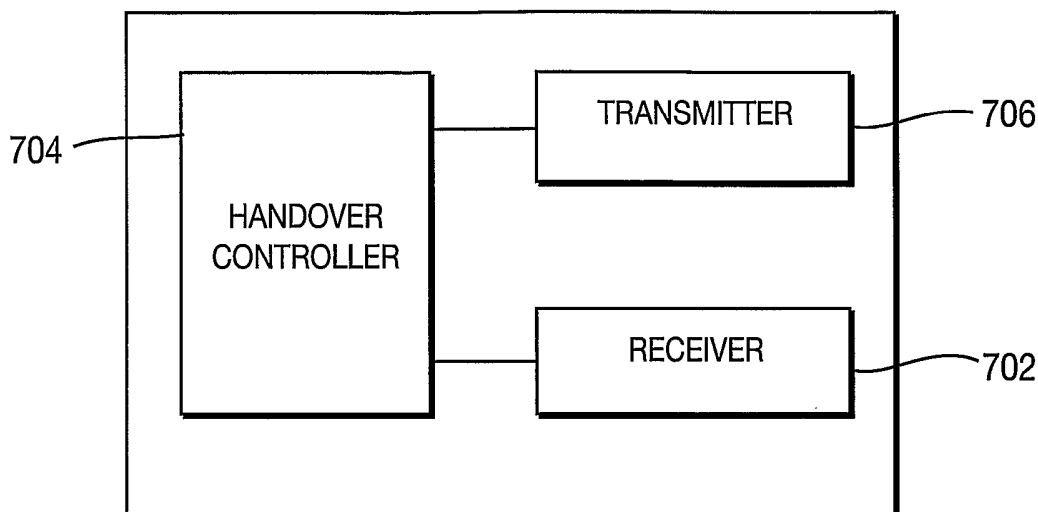 TRANSMITTER
706
704
HANDOVER
CONTROLLER
RECEIVER
702